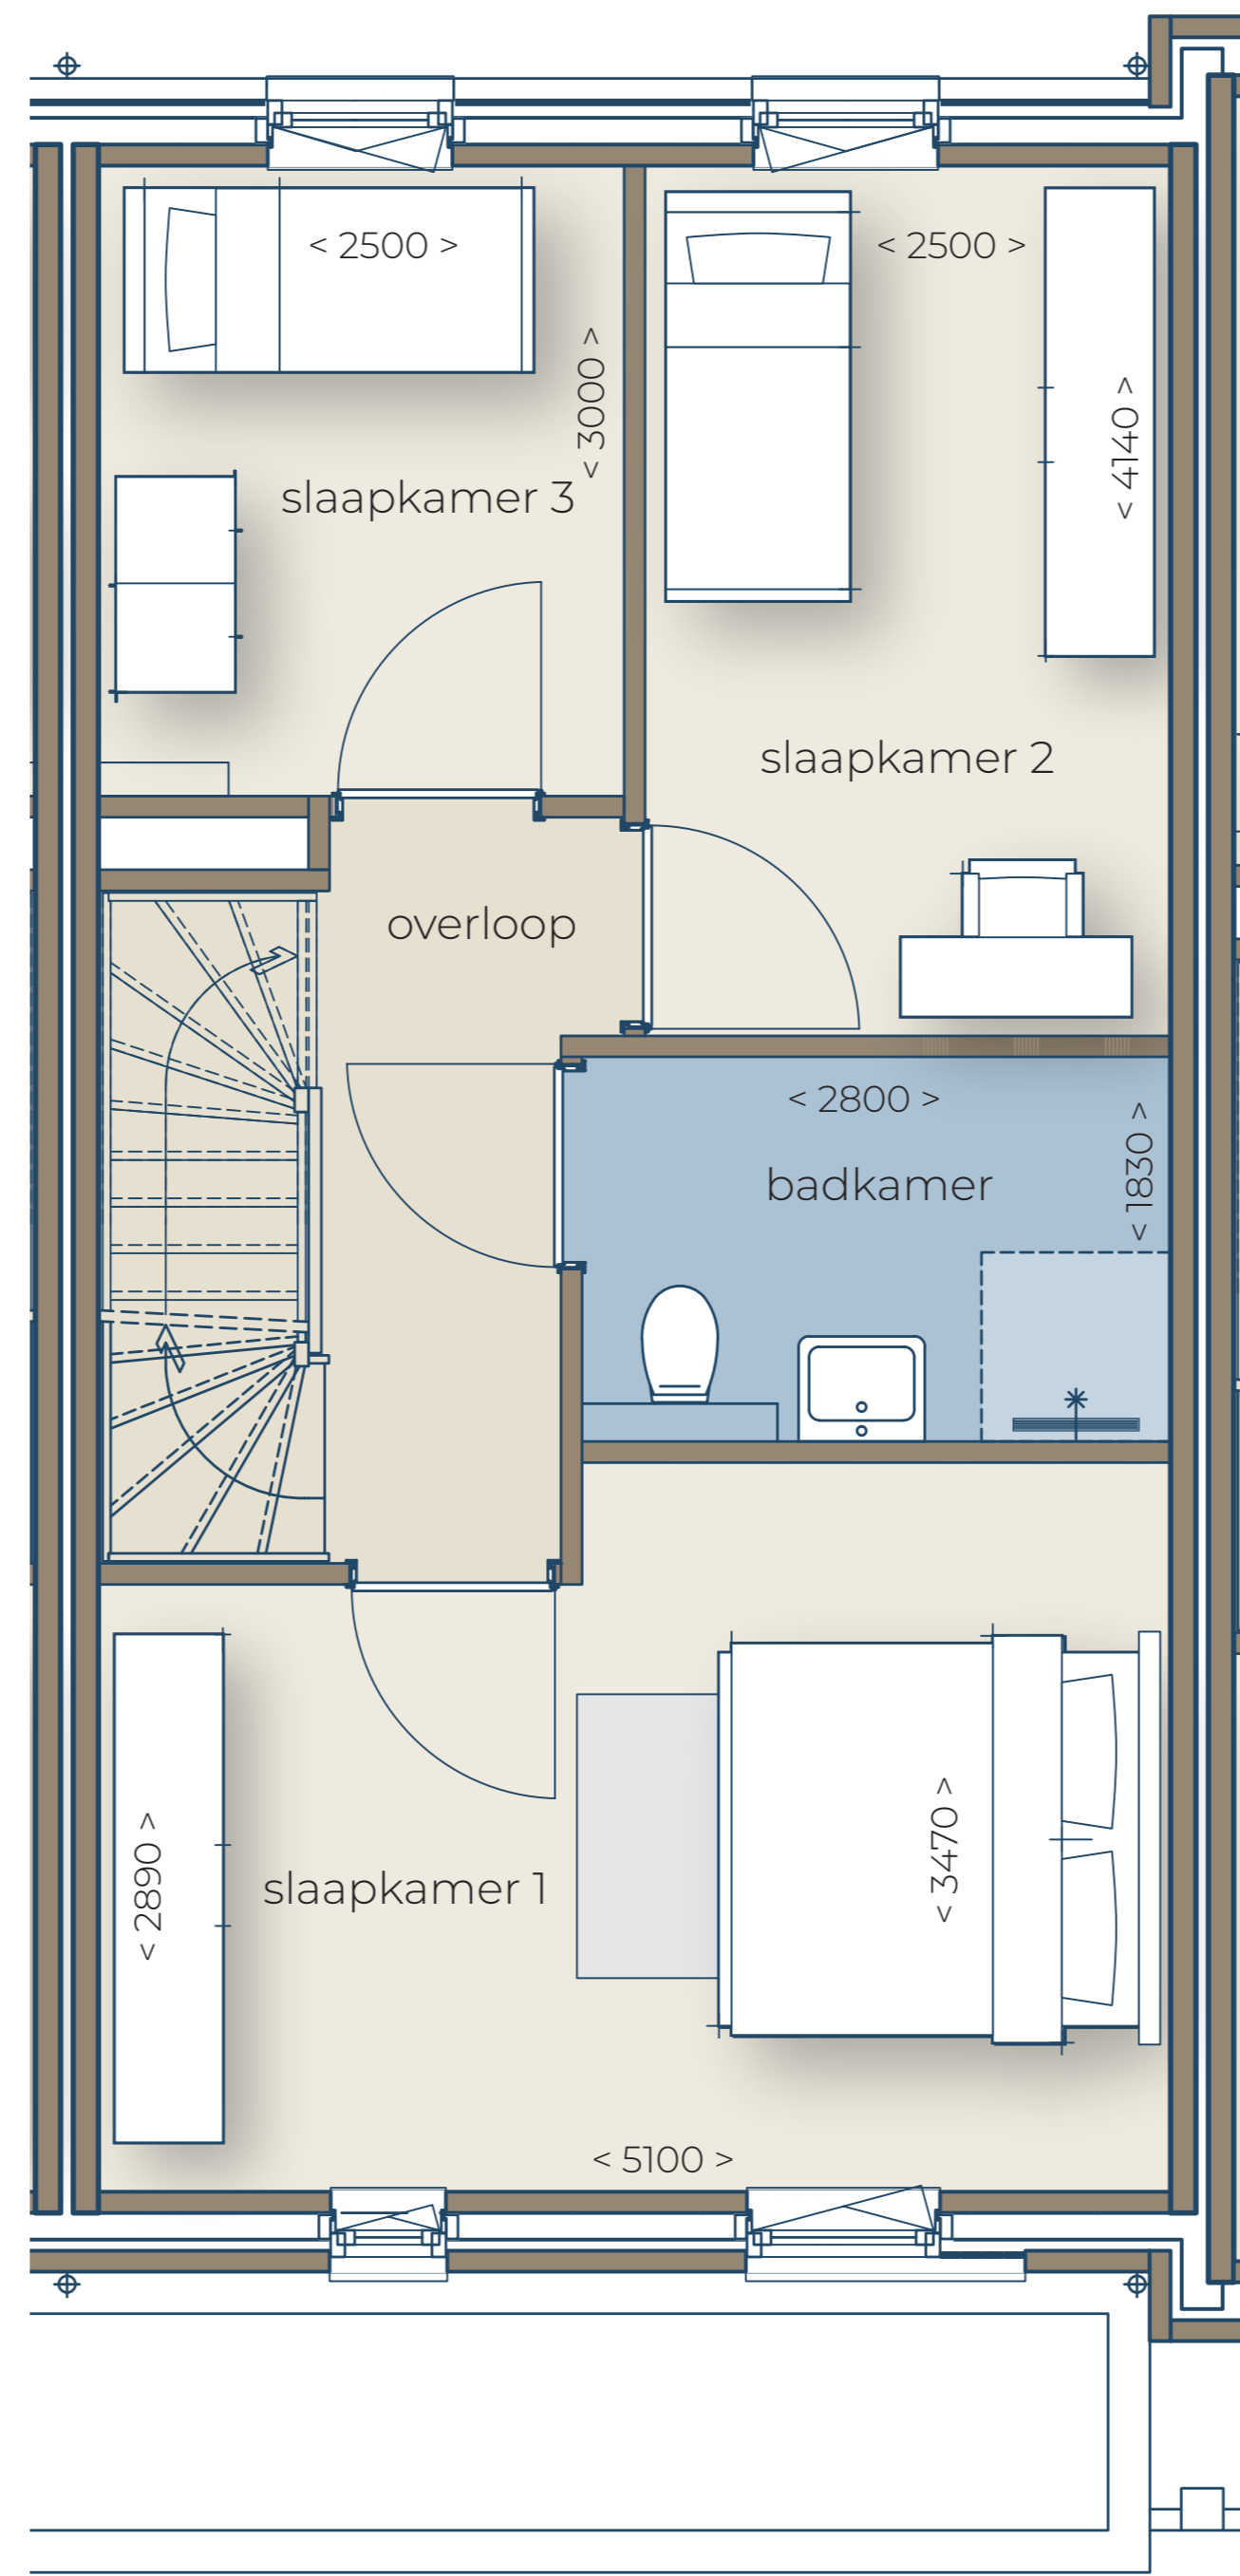 < 2500 >
< 2500 >
< 3000 >
< 4140 >
slaapkamer 3
slaapkamer 2
overloop
< 2800 >
< 1830 >
badkamer
< 3470 >
< 2890 >
slaapkamer 1
< 5100 >